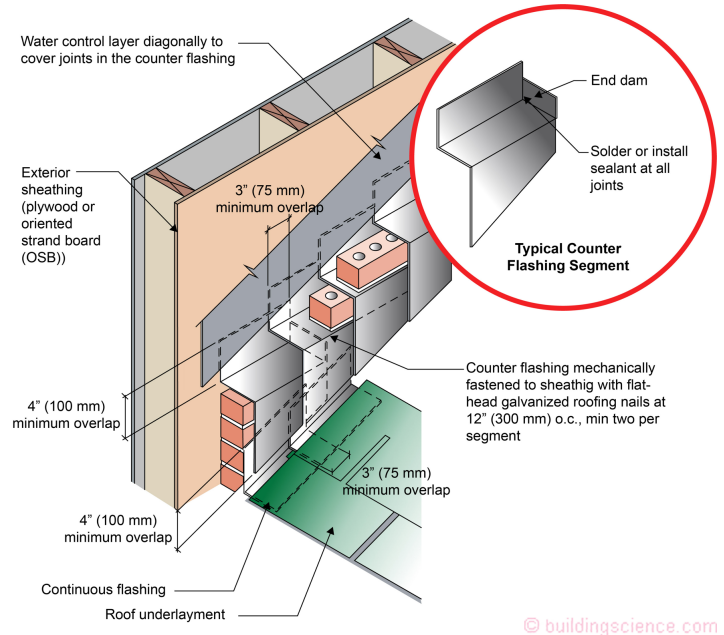 Water control layer diagonally to
cover joints in the counter flashing
End dam
Solder or install
sealant at all
joints
Typical Counter
Flashing Segment
Exterior
sheathing
(plywood or
oriented
strand board
(OSB))
3” (75 mm)
minimum overlap
Counter flashing mechanically
fastened to sheathig with flat-
head galvanized roofing nails at
12” (300 mm) o.c., min two per
segment
4” (100 mm)
minimum overlap
3” (75 mm)
minimum overlap
4” (100 mm)
minimum overlap
Continuous flashing
Roof underlayment
© buildingscience.com